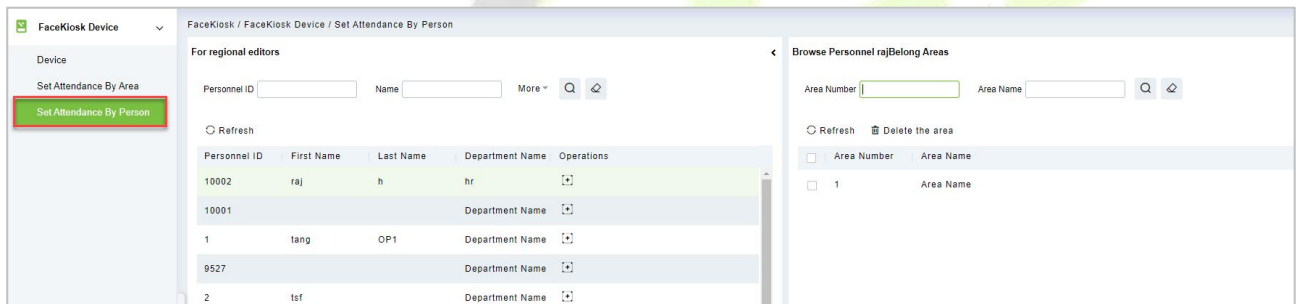 FaceKiosk Device
Device
Set Attendance By Area
Set Attendance By Person
FaceKiosk / FaceKiosk Device / Set Attendance By Person
For regional editors
Personnel ID Name More
Refresh
Personnel ID First Name Last Name Department Name Operations
10002 raj h hr
10001 Department Name
1 tang OP1 Department Name
9527 Department Name
2 tsf Department Name
Browse Personnel rajBelong Areas
Area Number Area Name
Refresh Delete the area
Area Number Area Name
1 Area Name